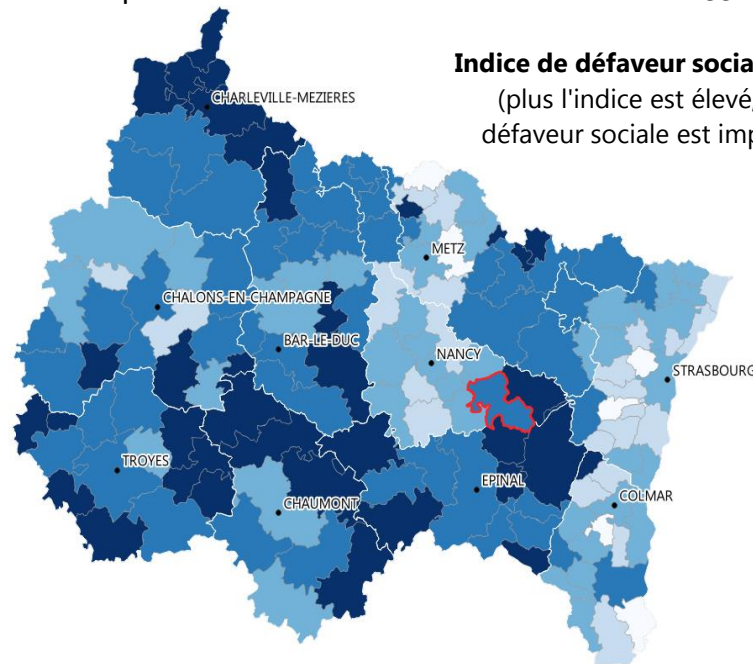 Indice de défaveur socia
(plus l'indice est élevé,
défaveur sociale est imp
CHARLEVILLE-MEZIERES
METZ
CHALONS-EN-CHAMPAGNE
BAR-LE-DUC
NANCY
STRASBOURG
TROYES
EPINAL
CHAUMONT
COLMAR